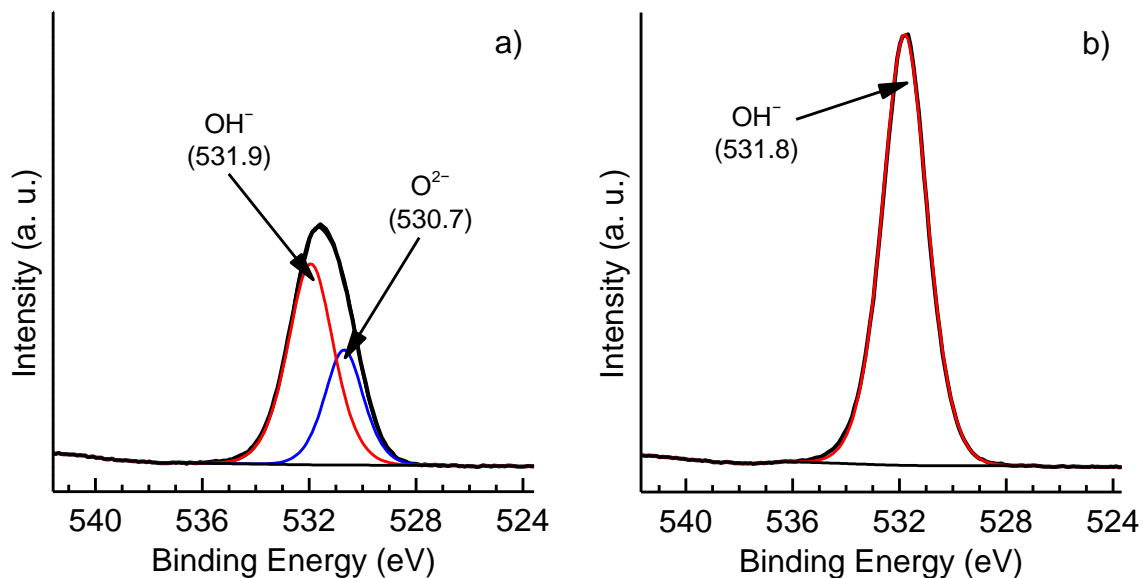 a)
OH⁻
(531.9)
O²⁻
(530.7)
Intensity (a. u.)
540 536 532 528 524
Binding Energy (eV)
b)
OH⁻
(531.8)
Intensity (a. u.)
540 536 532 528 524
Binding Energy (eV)